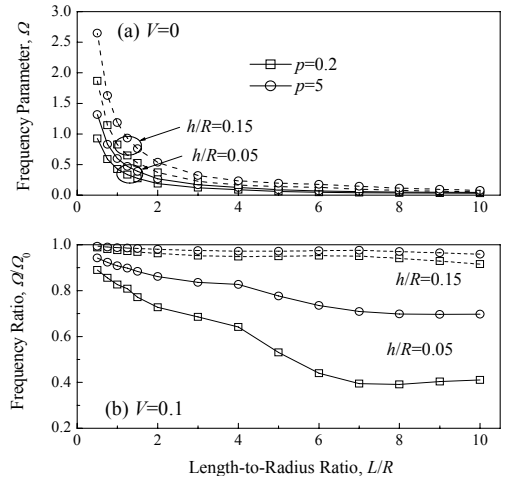 (a) V=0
p=0.2
p=5
h/R=0.15
h/R=0.05
Frequency Parameter, Ω
3.0
2.5
2.0
1.5
1.0
0.5
0.0
0 2 4 6 8 10
Frequency Ratio, Ω/Ω0
1.0
0.8
0.6
0.4
0.2
h/R=0.15
h/R=0.05
(b) V=0.1
0 2 4 6 8 10
Length-to-Radius Ratio, L/R